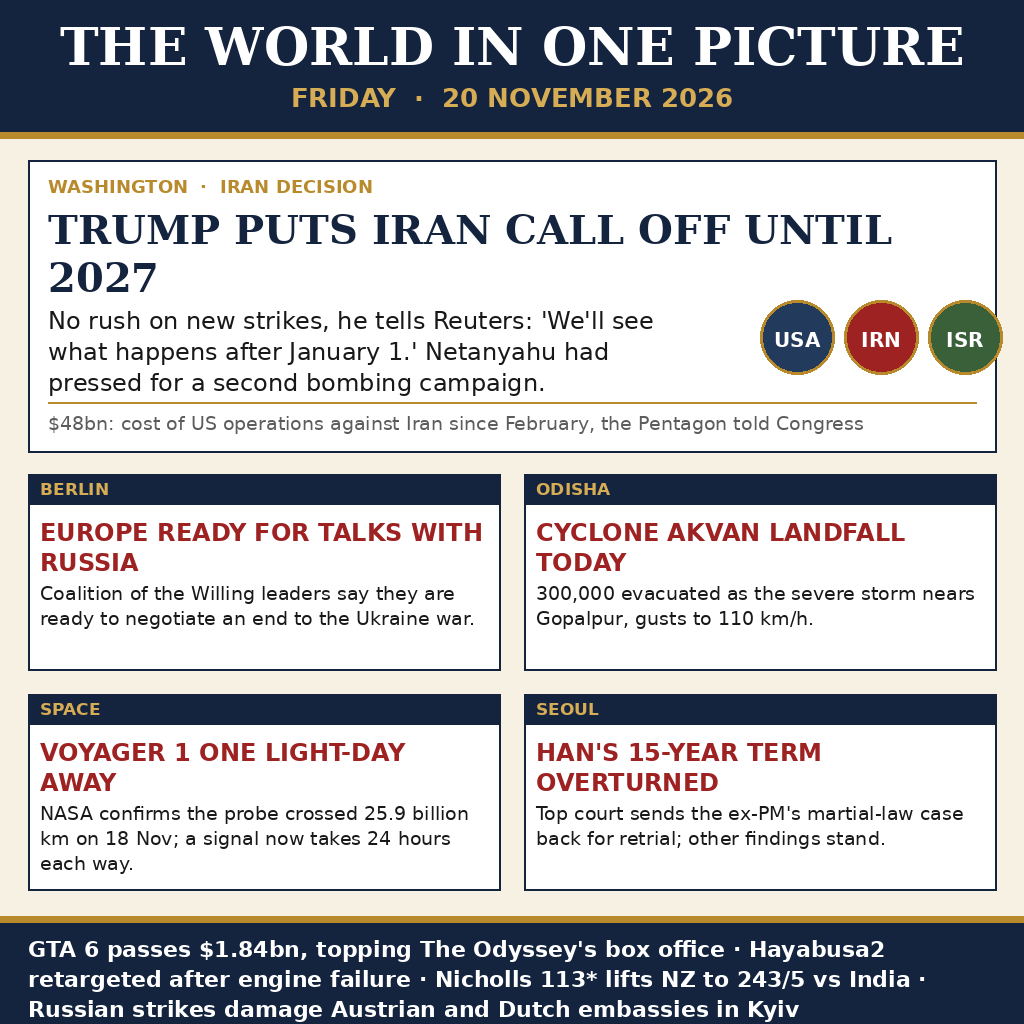 THE WORLD IN ONE PICTURE
FRIDAY · 20 NOVEMBER 2026
WASHINGTON · IRAN DECISION
TRUMP PUTS IRAN CALL OFF UNTIL
2027
No rush on new strikes, he tells Reuters: 'We'll see
what happens after January 1.' Netanyahu had
pressed for a second bombing campaign.
USA IRN ISR
$48bn: cost of US operations against Iran since February, the Pentagon told Congress
BERLIN
EUROPE READY FOR TALKS WITH
RUSSIA
Coalition of the Willing leaders say they are
ready to negotiate an end to the Ukraine war.
ODISHA
CYCLONE AKVAN LANDFALL
TODAY
300,000 evacuated as the severe storm nears
Gopalpur, gusts to 110 km/h.
SPACE
VOYAGER 1 ONE LIGHT-DAY
AWAY
NASA confirms the probe crossed 25.9 billion
km on 18 Nov; a signal now takes 24 hours
each way.
SEOUL
HAN'S 15-YEAR TERM
OVERTURNED
Top court sends the ex-PM's martial-law case
back for retrial; other findings stand.
GTA 6 passes $1.84bn, topping The Odyssey's box office · Hayabusa2
retargeted after engine failure · Nicholls 113* lifts NZ to 243/5 vs India ·
Russian strikes damage Austrian and Dutch embassies in Kyiv